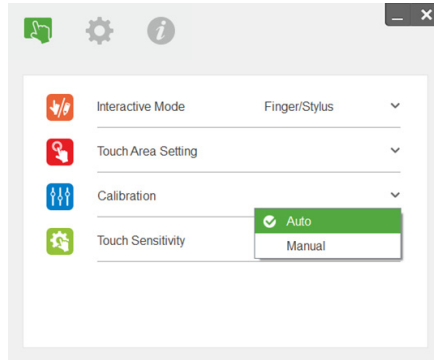 Interactive Mode Finger/Stylus
Touch Area Setting
Calibration
Auto
Touch Sensitivity
Manual